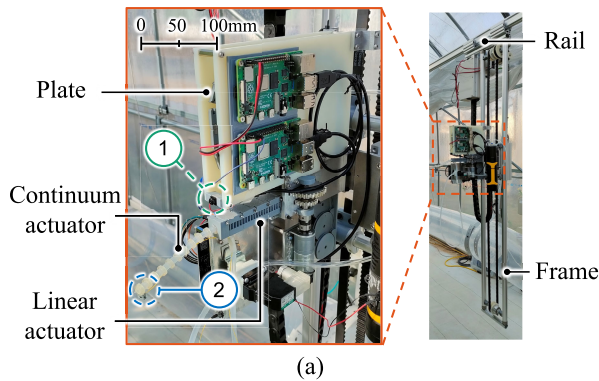 0 50 100mm
Rail
Plate
1
Continuum
actuator
2
Frame
Linear
actuator
(a)